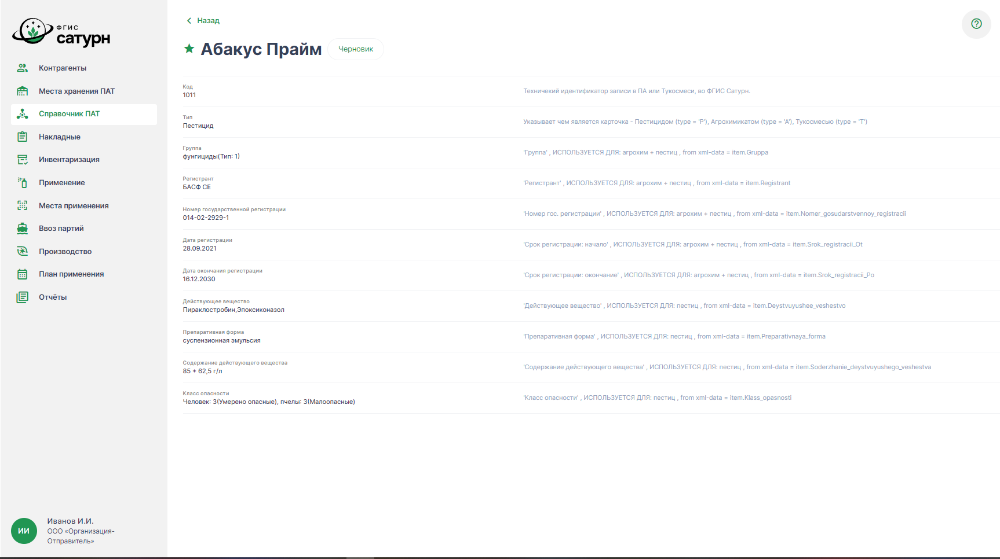 ФГИС
сатурн
Контрагенты
Места хранения ПАТ
Справочник ПАТ
Накладные
Инвентаризация
Применение
Места применения
Ввоз партий
Производство
План применения
Отчёты
ИИ
Иванов И.И.
ООО «Организация-
Отправитель»
Назад
Абакус Прайм
Черновик
Код
1011
Техничекий идентификатор записи в ПА или Тукосмеси, во ФГИС Сатурн.
Тип
Пестицид
Указывает чем является карточка - Пестицидом (type = 'P'), Агрохимикатом (type = 'A'), Тукосмесью (type = 'T')
Группа
фунгициды(Тип: 1)
'Группа' , ИСПОЛЬЗУЕТСЯ ДЛЯ: агрохим + пестиц , from xml-data = item.Gruppa
Регистрант
БАСФ СЕ
'Регистрант' , ИСПОЛЬЗУЕТСЯ ДЛЯ: агрохим + пестиц , from xml-data = item.Registrant
Номер государственной регистрации
014-02-2929-1
'Номер гос. регистрации' , ИСПОЛЬЗУЕТСЯ ДЛЯ: агрохим + пестиц , from xml-data = item.Nomer_gosudarstvennoy_registracii
Дата регистрации
28.09.2021
'Срок регистрации: начало' , ИСПОЛЬЗУЕТСЯ ДЛЯ: агрохим + пестиц , from xml-data = item.Srok_registracii_Ot
Дата окончания регистрации
16.12.2030
'Срок регистрации: окончание' , ИСПОЛЬЗУЕТСЯ ДЛЯ: агрохим + пестиц , from xml-data = item.Srok_registracii_Po
Действующее вещество
Пираклостробин,Эпоксиконазол
'Действующее вещество' , ИСПОЛЬЗУЕТСЯ ДЛЯ: пестиц , from xml-data = item.Deystvuyushee_veshestvo
Препаративная форма
суспензионная эмульсия
'Препаративная форма' , ИСПОЛЬЗУЕТСЯ ДЛЯ: пестиц , from xml-data = item.Preparativnaya_forma
Содержание действующего вещества
85 + 62,5 г/л
'Содержание действующего вещества' , ИСПОЛЬЗУЕТСЯ ДЛЯ: пестиц , from xml-data = item.Soderzhanie_deystvuyushego_veshestva
Класс опасности
Человек: 3(Умерено опасные), пчелы: 3(Малоопасные)
'Класс опасности' , ИСПОЛЬЗУЕТСЯ ДЛЯ: пестиц , from xml-data = item.Klass_opasnosti